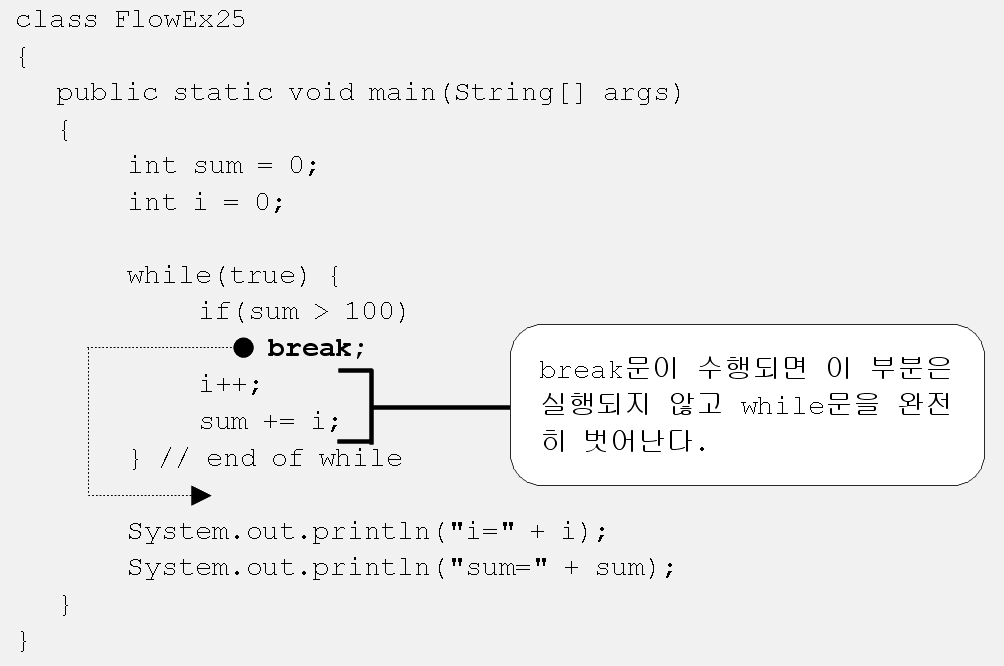 class FlowEx25
{
public static void main(String[] args)
{
int sum = 0;
int i = 0;
while(true) {
if(sum > 100)
break;
i++;
sum += i;
} // end of while
System.out.println("i=" + i);
System.out.println("sum=" + sum);
}
}
break문이 수행되면 이 부분은
실행되지 않고 while문을 완전
히 벗어난다.